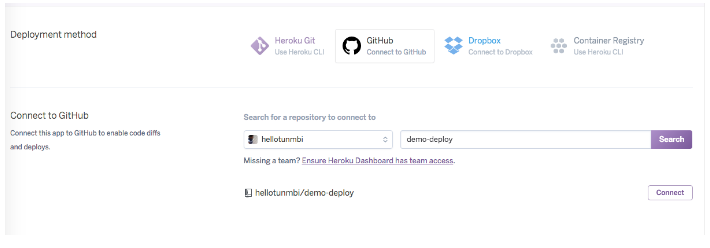 Deployment method
Heroku Git
Use Heroku CLI
GitHub
Connect to GitHub
Dropbox
Connect to Dropbox
Container Registry
Use Heroku CLI
Connect to GitHub
Connect this app to GitHub to enable code diffs
and deploys.
Search for a repository to connect to
hellotunmbi
demo-deploy
Search
Missing a team? Ensure Heroku Dashboard has team access.
hellotunmbi/demo-deploy
Connect